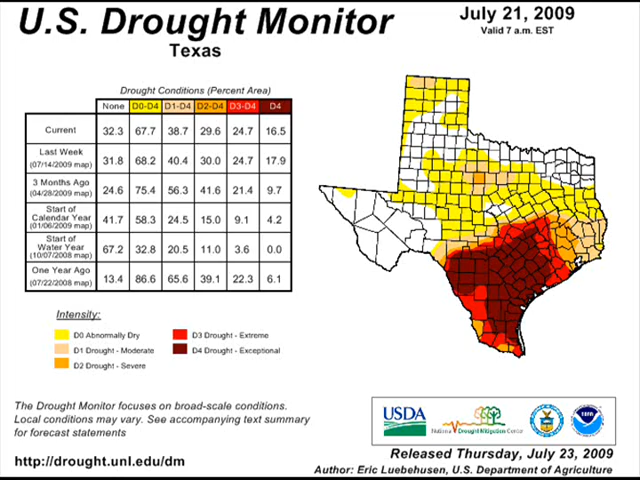 U.S. Drought Monitor
Texas
July 21, 2009
Valid 7 a.m. EST
Drought Conditions (Percent Area)
None D0-D4 D1-D4 D2-D4 D3-D4 D4
Current 32.3 67.7 38.7 29.6 24.7 16.5
Last Week
(07/14/2009 map) 31.8 68.2 40.4 30.0 24.7 17.9
3 Months Ago
(04/28/2009 map) 24.6 75.4 56.3 41.6 21.4 9.7
Start of
Calendar Year
(01/06/2009 map) 41.7 58.3 24.5 15.0 9.1 4.2
Start of
Water Year
(10/07/2008 map) 67.2 32.8 20.5 11.0 3.6 0.0
One Year Ago
(07/22/2008 map) 13.4 86.6 65.6 39.1 22.3 6.1
Intensity:
D0 Abnormally Dry
D1 Drought - Moderate
D2 Drought - Severe
D3 Drought - Extreme
D4 Drought - Exceptional
The Drought Monitor focuses on broad-scale conditions.
Local conditions may vary. See accompanying text summary
for forecast statements
http://drought.unl.edu/dm
USDA
National Drought Mitigation Center
Released Thursday, July 23, 2009
Author: Eric Luebehusen, U.S. Department of Agriculture